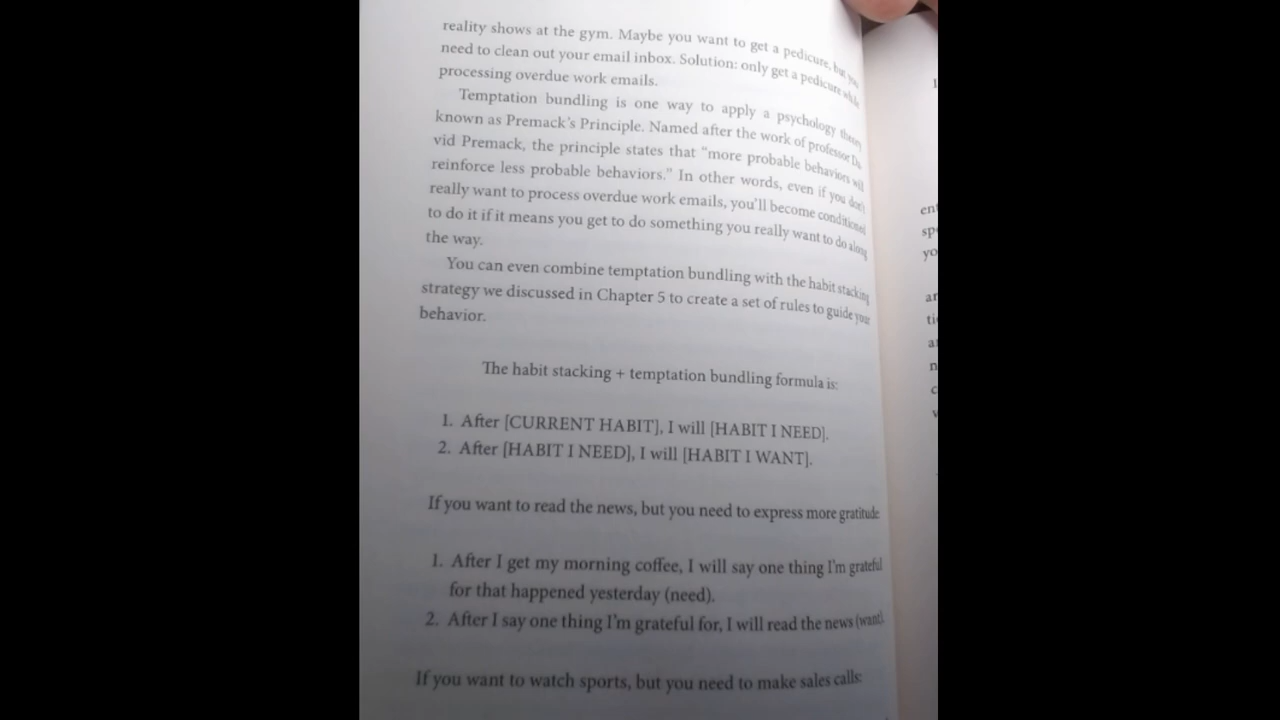 reality shows at the gym. Maybe you want to get a pedicure, but you
need to clean out your email inbox. Solution: only get a pedicure while
processing overdue work emails.
Temptation bundling is one way to apply a psychology theory
known as Premack's Principle. Named after the work of professor Da-
vid Premack, the principle states that “more probable behaviors will
reinforce less probable behaviors.” In other words, even if you don't
really want to process overdue work emails, you'll become conditioned
to do it if it means you get to do something you really want to do along
the way.
You can even combine temptation bundling with the habit stacking
strategy we discussed in Chapter 5 to create a set of rules to guide your
behavior.
The habit stacking + temptation bundling formula is:
1. After [CURRENT HABIT], I will [HABIT I NEED].
2. After [HABIT I NEED], I will [HABIT I WANT].
If you want to read the news, but you need to express more gratitude
1. After I get my morning coffee, I will say one thing I'm grateful
for that happened yesterday (need).
2. After I say one thing I'm grateful for, I will read the news (want).
If you want to watch sports, but you need to make sales calls: